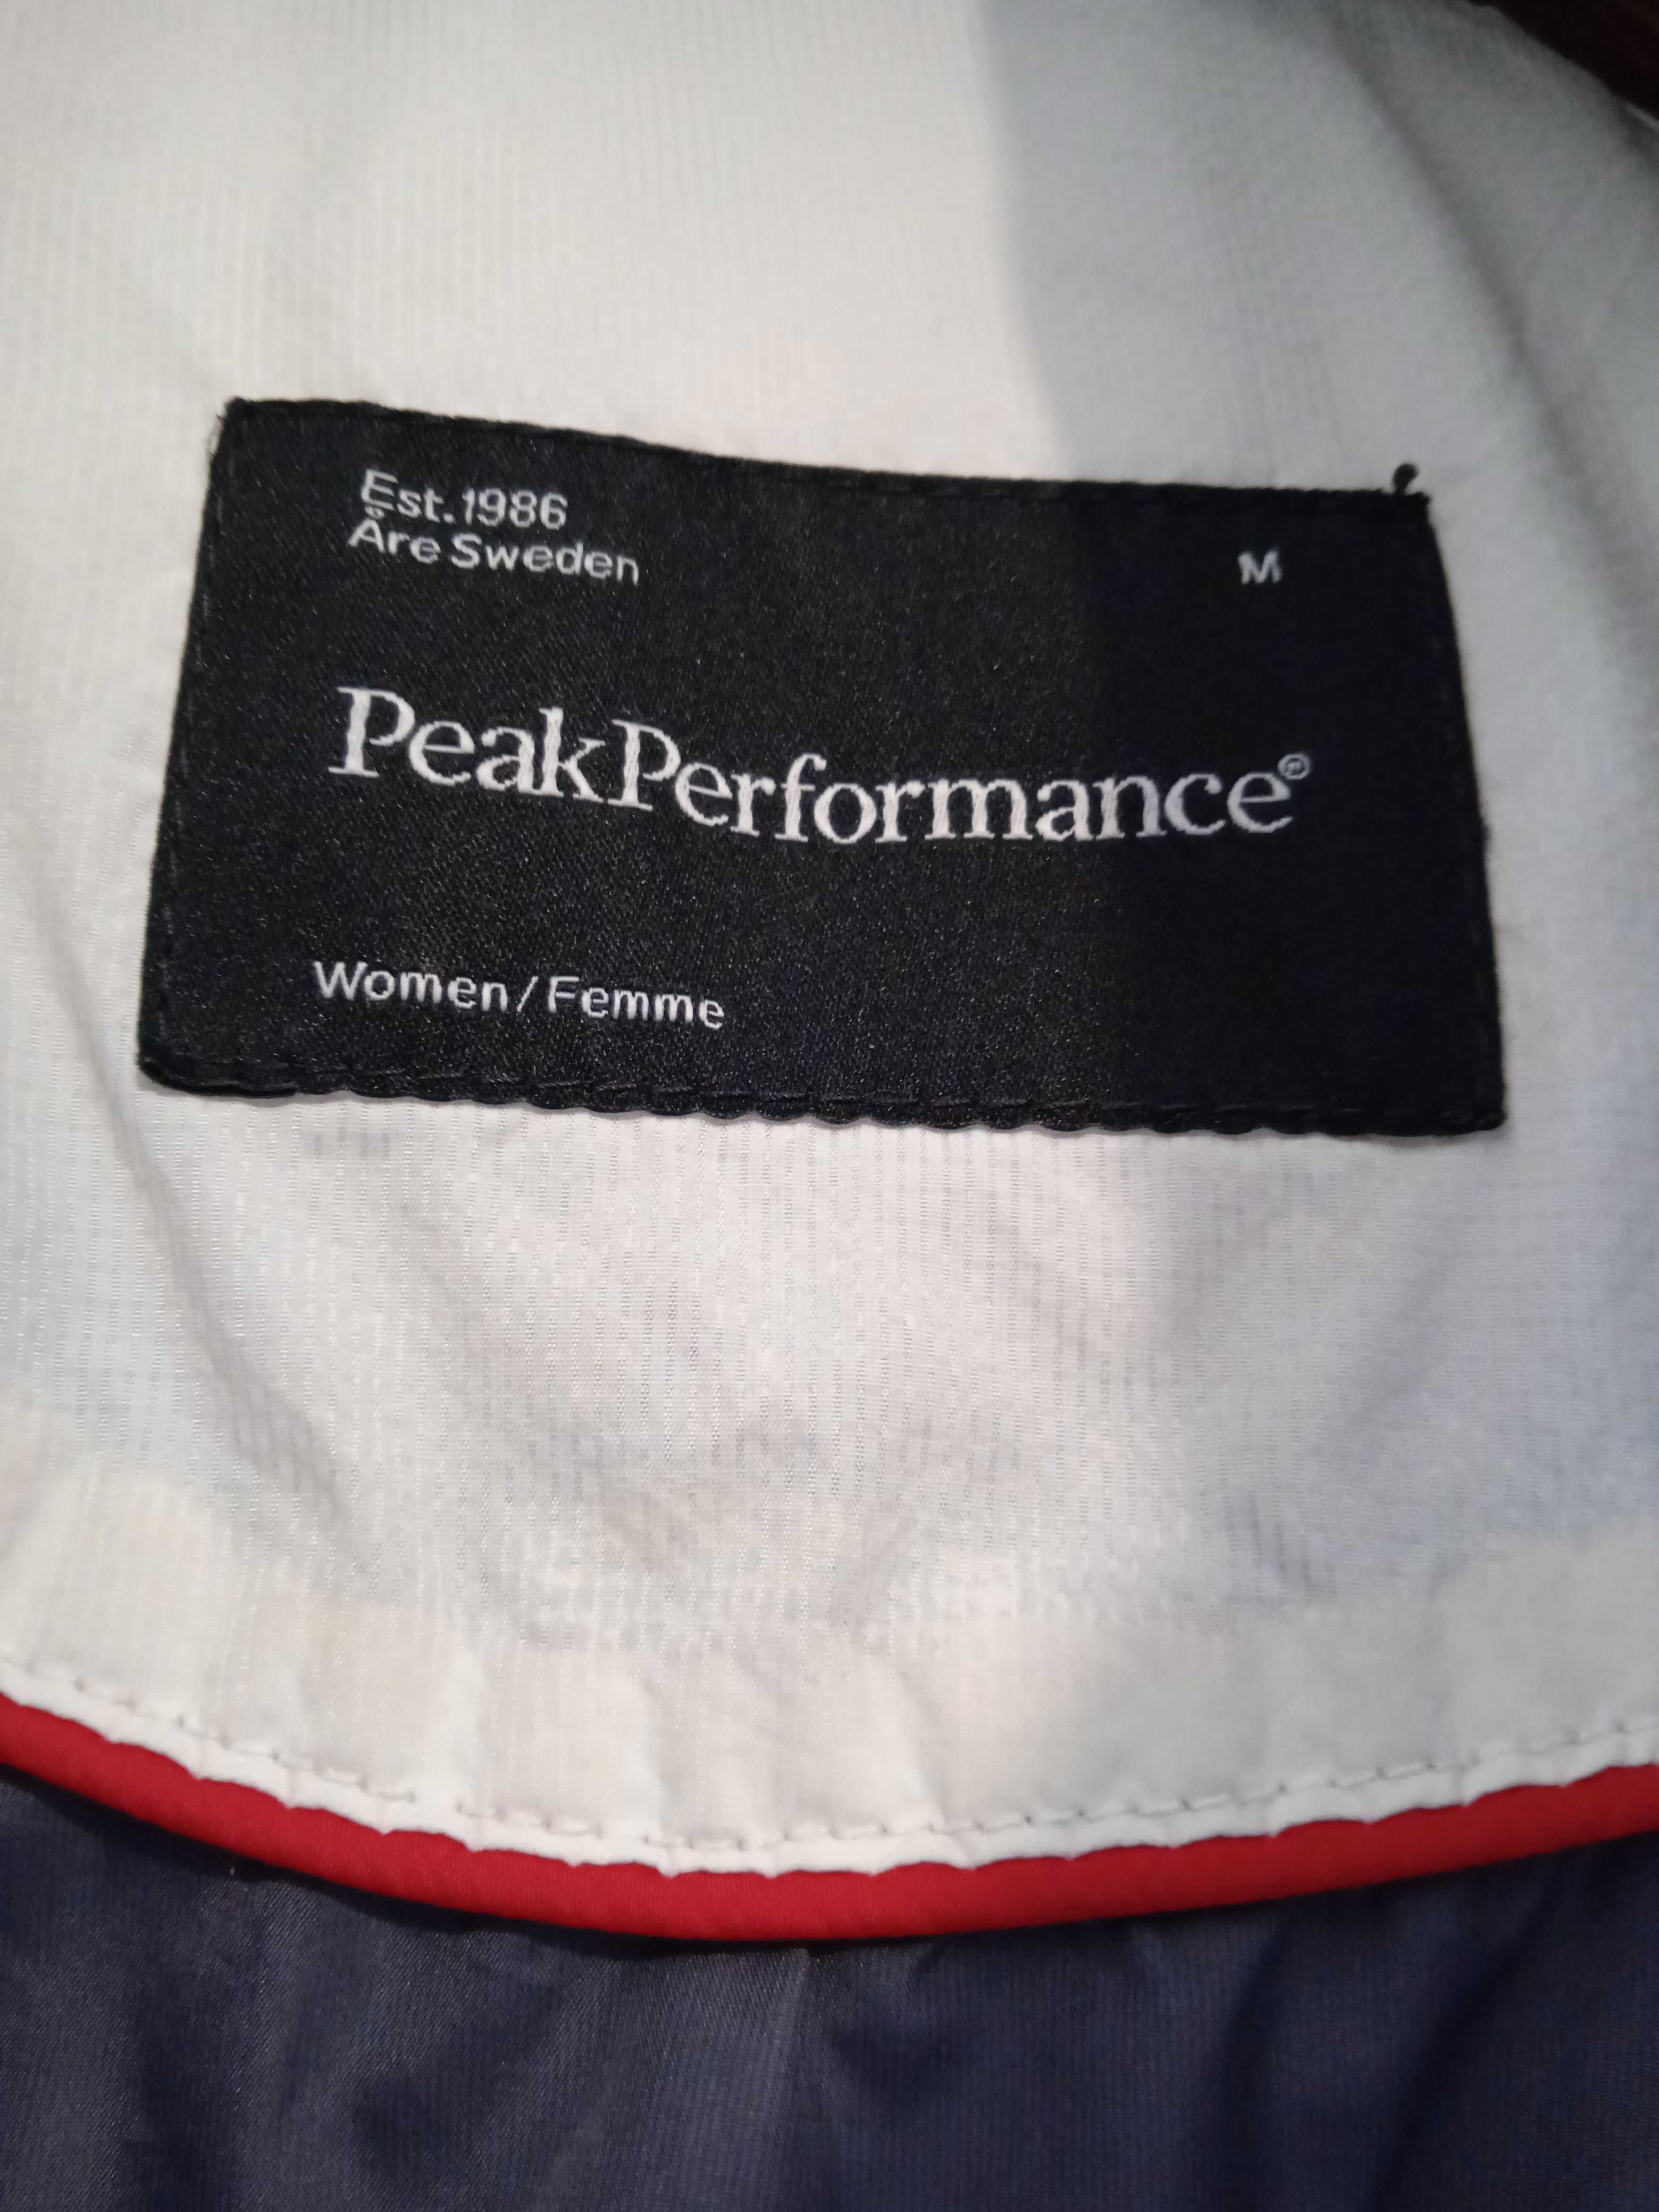 Est.1986
Åre Sweden
M
PeakPerformance®
Women/Femme